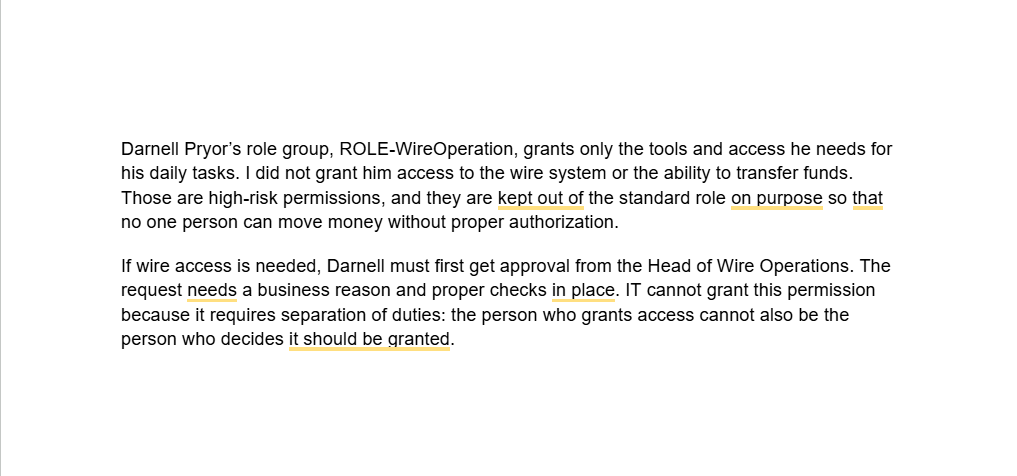 Darnell Pryor’s role group, ROLE-WireOperation, grants only the tools and access he needs for
his daily tasks. I did not grant him access to the wire system or the ability to transfer funds.
Those are high-risk permissions, and they are kept out of the standard role on purpose so that
no one person can move money without proper authorization.
If wire access is needed, Darnell must first get approval from the Head of Wire Operations. The
request needs a business reason and proper checks in place. IT cannot grant this permission
because it requires separation of duties: the person who grants access cannot also be the
person who decides it should be granted.